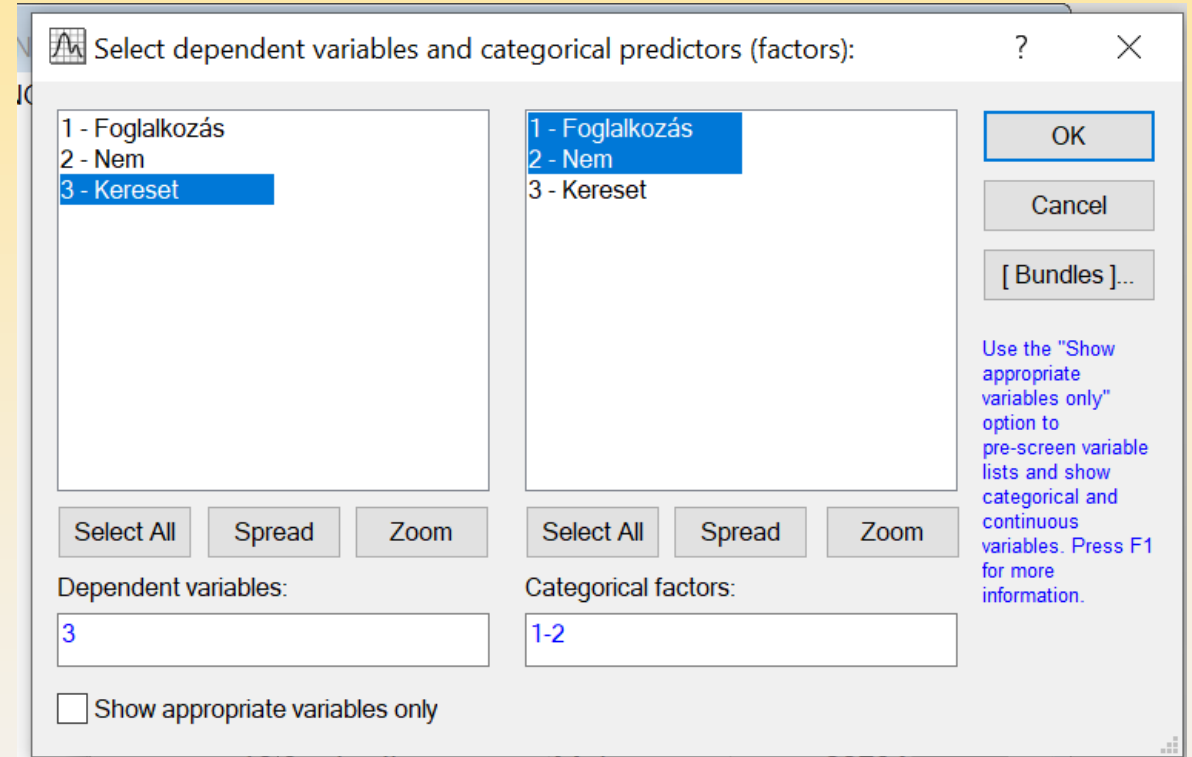 Select dependent variables and categorical predictors (factors):
?
1 - Foglalkozás
2 - Nem
3 - Kereset
1 - Foglalkozás
2 - Nem
3 - Kereset
OK
Cancel
[ Bundles ]...
Use the "Show
appropriate
variables only"
option to
pre-screen variable
lists and show
categorical and
continuous
variables. Press F1
for more
information.
Select All
Spread
Zoom
Select All
Spread
Zoom
Dependent variables:
Categorical factors:
3
1-2
Show appropriate variables only